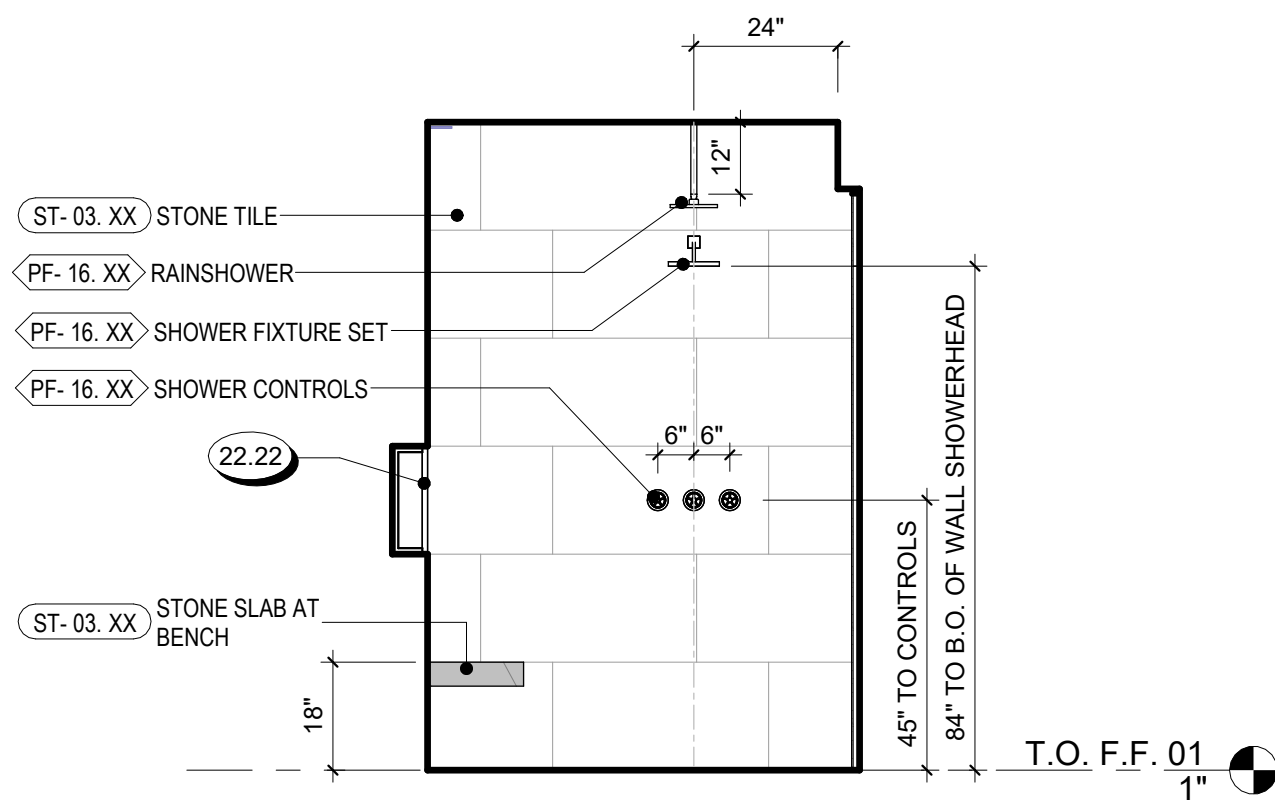 24"
12"
ST- 03. XX STONE TILE
PF- 16. XX RAINSHOWER
PF- 16. XX SHOWER FIXTURE SET
PF- 16. XX SHOWER CONTROLS
6" 6"
22.22
ST- 03. XX STONE SLAB AT
BENCH
18"
45" TO CONTROLS
84" TO B.O. OF WALL SHOWERHEAD
T.O. F.F. 01
1"